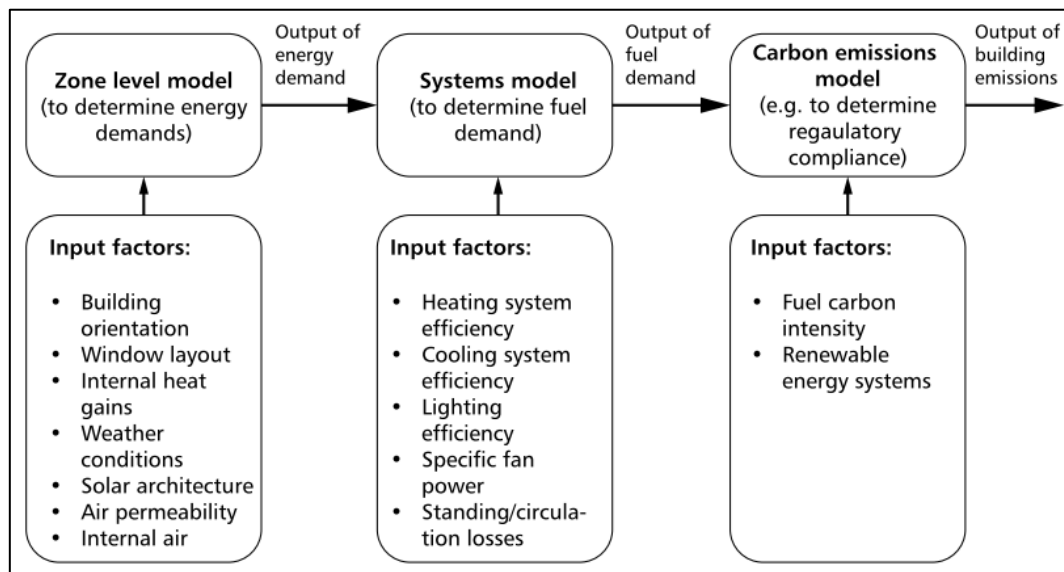 Zone level model
(to determine energy
demands)
Output of
energy
demand
Systems model
(to determine fuel
demand)
Output of
fuel
demand
Carbon emissions
model
(e.g. to determine
regaulatory
compliance)
Output of
building
emissions
Input factors:
• Building
orientation
• Window layout
• Internal heat
gains
• Weather
conditions
• Solar architecture
• Air permeability
• Internal air
Input factors:
• Heating system
efficiency
• Cooling system
efficiency
• Lighting
efficiency
• Specific fan
power
• Standing/circula-
tion losses
Input factors:
• Fuel carbon
intensity
• Renewable
energy systems